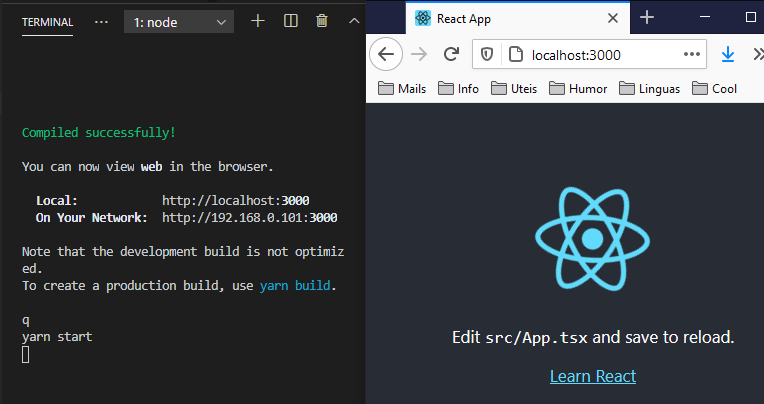 TERMINAL ··· 1: node
Compiled successfully!
You can now view web in the browser.
Local: http://localhost:3000
On Your Network: http://192.168.0.101:3000
Note that the development build is not optimiz
ed.
To create a production build, use yarn build.
q
yarn start
React App
localhost:3000
Mails Info Uteis Humor Linguas Cool
Edit src/App.tsx and save to reload.
Learn React